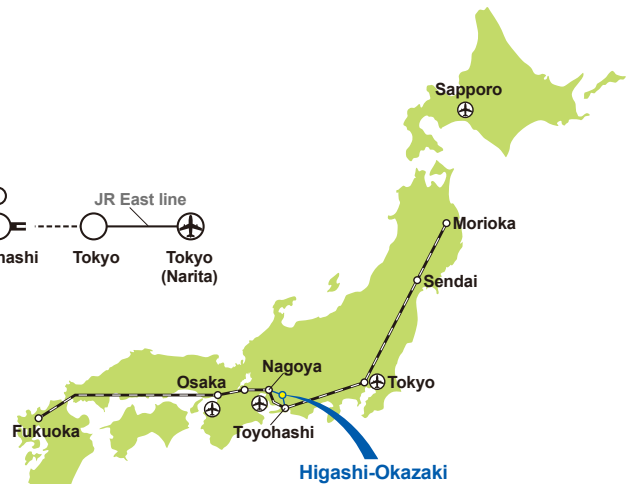 Sapporo
JR East line
hashi
Tokyo
Tokyo
(Narita)
Morioka
Sendai
Nagoya
Osaka
Tokyo
Toyohashi
Fukuoka
Higashi-Okazaki